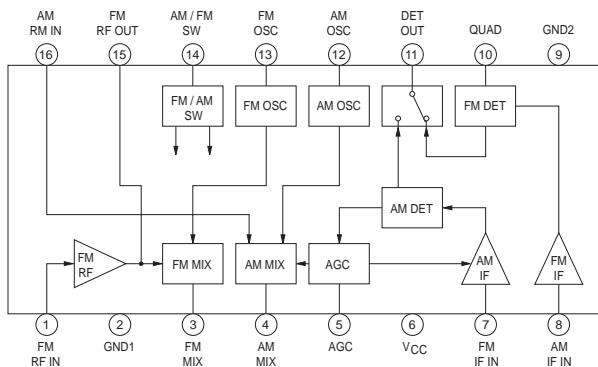 AM
RM IN
FM
RF OUT
AM / FM
SW
FM
OSC
AM
OSC
DET
OUT
QUAD
GND2
16
15
14
13
12
11
10
9
FM / AM
SW
FM OSC
AM OSC
FM DET
AM DET
FM
RF
FM MIX
AM MIX
AGC
AM
IF
FM
IF
1
2
3
4
5
6
7
8
FM
RF IN
GND1
FM
MIX
AM
MIX
AGC
VCC
FM
IF IN
AM
IF IN